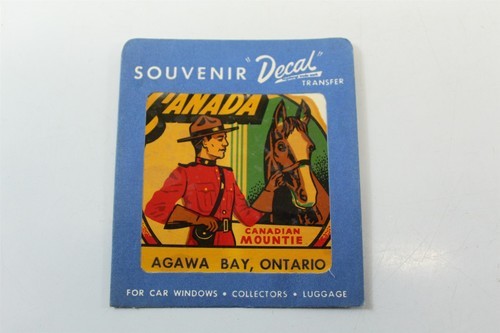 SOUVENIR "Decal"
TRANSFER
CANADA
CANADIAN
MOUNTIE
AGAWA BAY, ONTARIO
FOR CAR WINDOWS • COLLECTORS • LUGGAGE